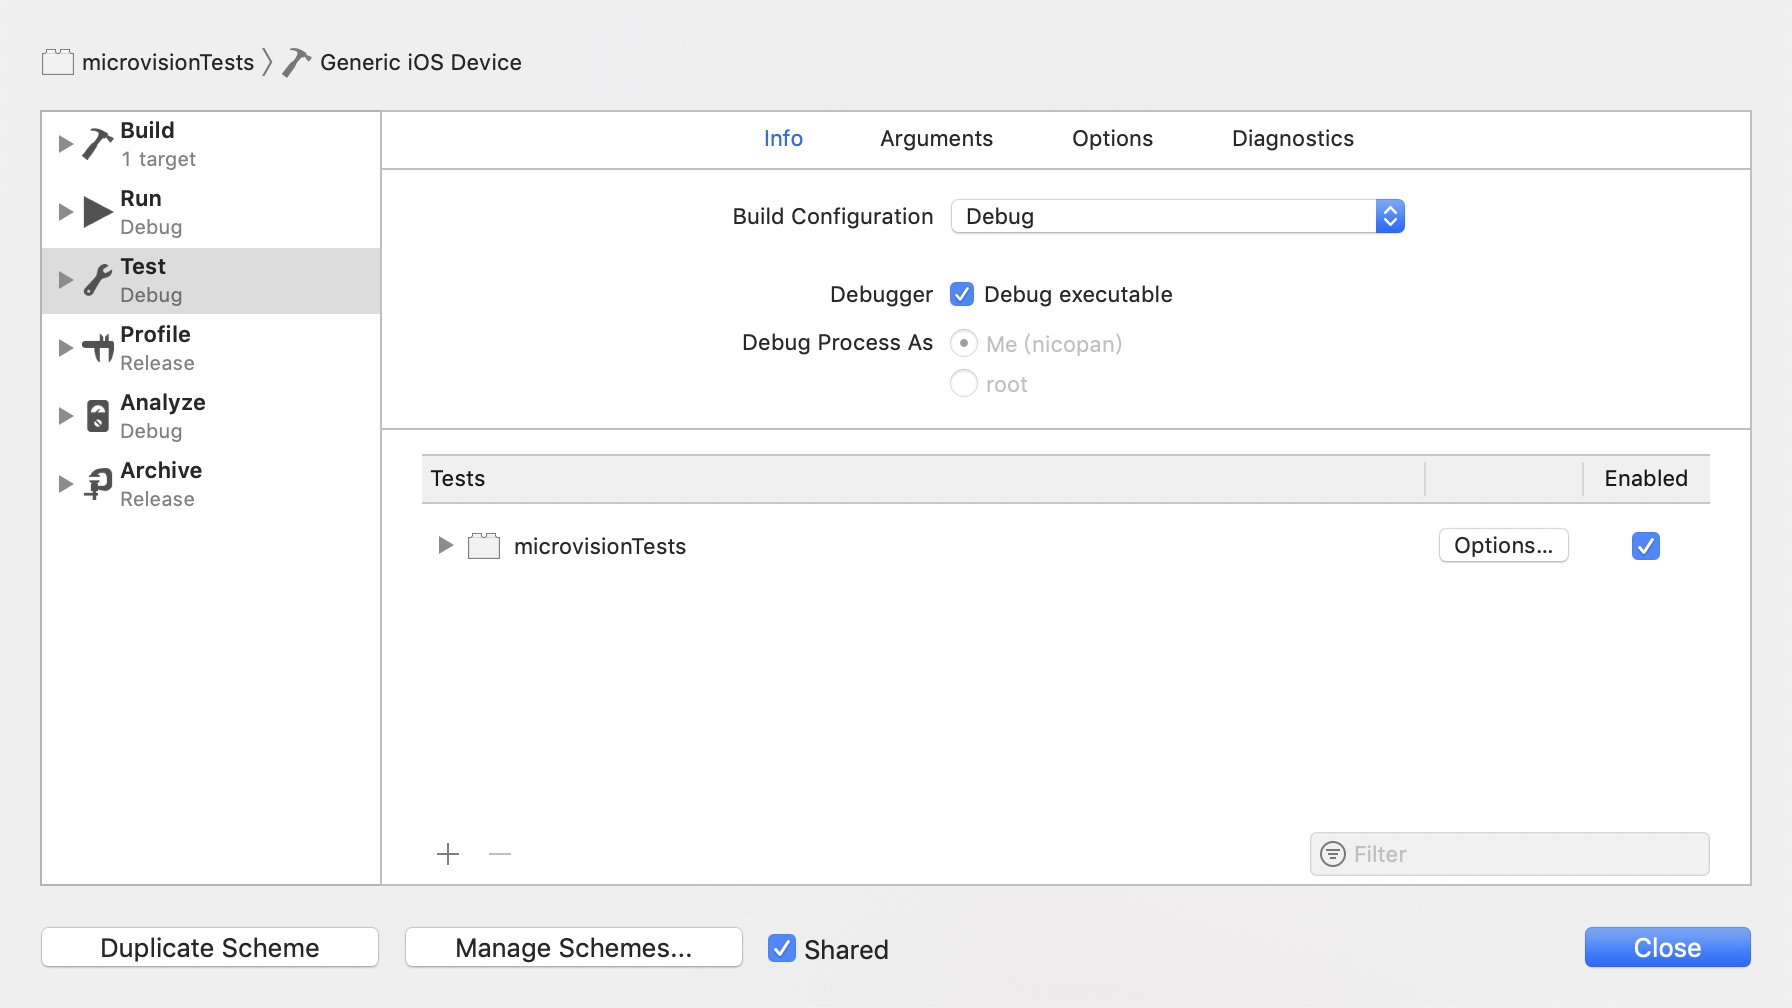 microvisionTests Generic iOS Device
Build
1 target
Run
Debug
Test
Debug
Profile
Release
Analyze
Debug
Archive
Release
Info Arguments Options Diagnostics
Build Configuration Debug
Debugger Debug executable
Debug Process As Me (nicopan)
root
Tests Enabled
microvisionTests Options...
Filter
Duplicate Scheme Manage Schemes... Shared Close